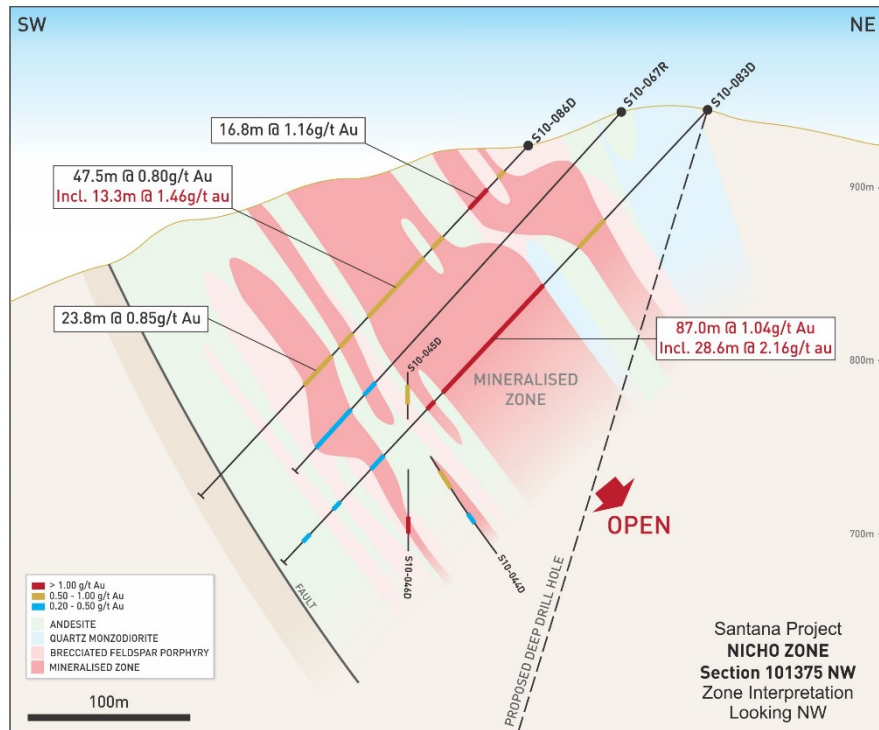 SW
NE
S10-086D
S10-067R
S10-083D
16.8m @ 1.16g/t Au
47.5m @ 0.80g/t Au
Incl. 13.3m @ 1.46g/t au
900m
23.8m @ 0.85g/t Au
87.0m @ 1.04g/t Au
Incl. 28.6m @ 2.16g/t au
S10-045D
800m
MINERALISED
ZONE
OPEN
700m
S10-046D
S10-044D
FAULT
PROPOSED DEEP DRILL HOLE
> 1.00 g/t Au
0.50 - 1.00 g/t Au
0.20 - 0.50 g/t Au
ANDESITE
QUARTZ MONZODIORITE
BRECCIATED FELDSPAR PORPHYRY
MINERALISED ZONE
100m
Santana Project
NICHO ZONE
Section 101375 NW
Zone Interpretation
Looking NW